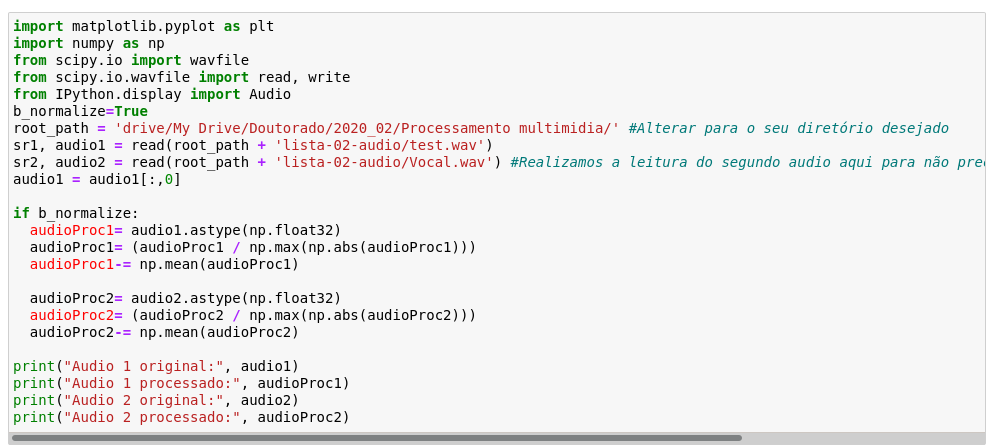 import matplotlib.pyplot as plt
import numpy as np
from scipy.io import wavfile
from scipy.io.wavfile import read, write
from IPython.display import Audio
b_normalize=True
root_path = 'drive/My Drive/Doutorado/2020_02/Processamento multimidia/' #Alterar para o seu diretório desejado
sr1, audio1 = read(root_path + 'lista-02-audio/test.wav')
sr2, audio2 = read(root_path + 'lista-02-audio/Vocal.wav') #Realizamos a leitura do segundo audio aqui para não
audio1 = audio1[:,0]

if b_normalize:
  audioProc1= audio1.astype(np.float32)
  audioProc1= (audioProc1 / np.max(np.abs(audioProc1)))
  audioProc1-= np.mean(audioProc1)

  audioProc2= audio2.astype(np.float32)
  audioProc2= (audioProc2 / np.max(np.abs(audioProc2)))
  audioProc2-= np.mean(audioProc2)

print("Audio 1 original:", audio1)
print("Audio 1 processado:", audioProc1)
print("Audio 2 original:", audio2)
print("Audio 2 processado:", audioProc2)